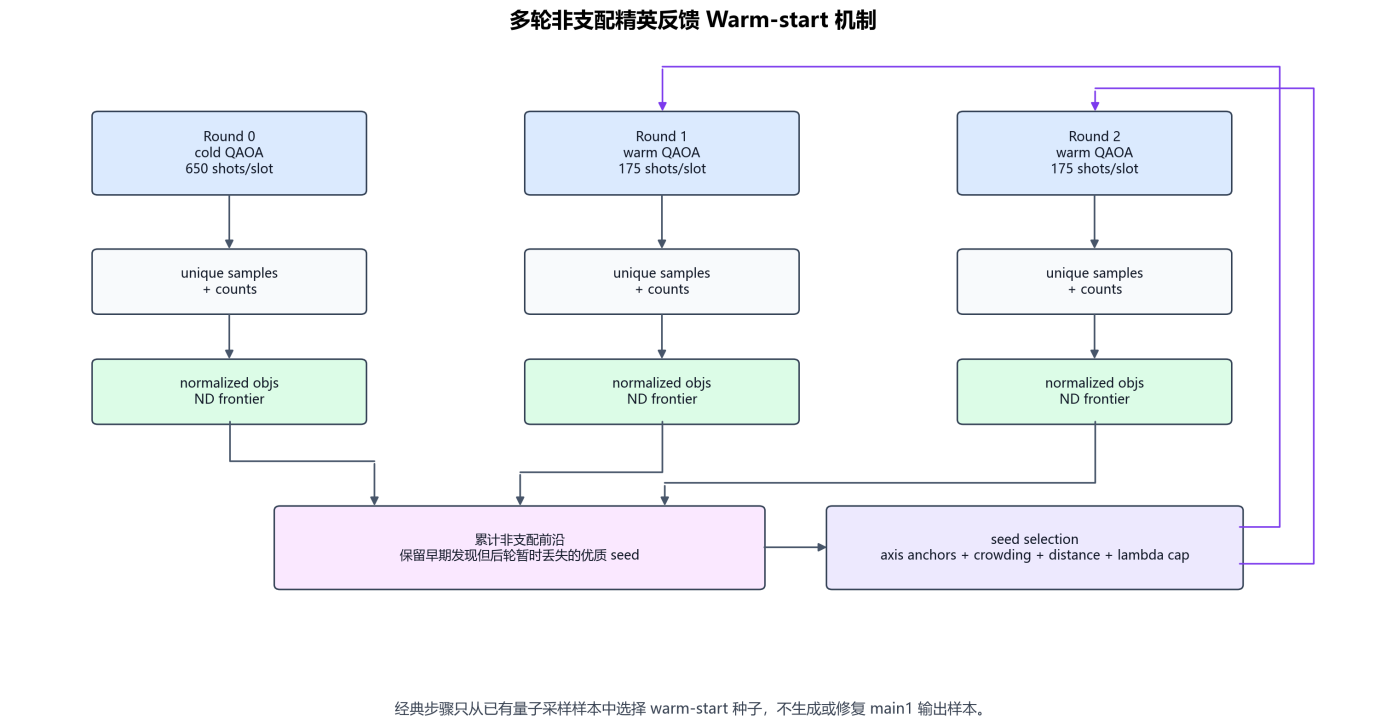 多轮非支配精英反馈 Warm-start 机制
Round 0
cold QAOA
650 shots/slot
Round 1
warm QAOA
175 shots/slot
Round 2
warm QAOA
175 shots/slot
unique samples
+ counts
unique samples
+ counts
unique samples
+ counts
normalized objs
ND frontier
normalized objs
ND frontier
normalized objs
ND frontier
累计非支配前沿
保留早期发现但后轮暂时丢失的优质 seed
seed selection
axis anchors + crowding + distance + lambda cap
经典步骤只从已有量子采样样本中选择 warm-start 种子，不生成或修复 main1 输出样本。